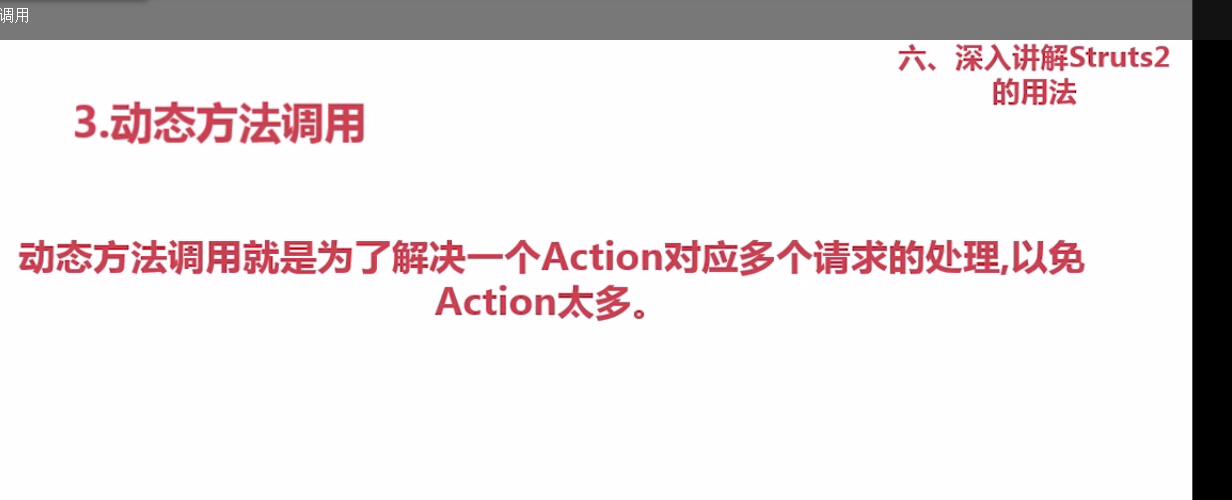 调用
六、深入讲解Struts2
的用法
3.动态方法调用
动态方法调用就是为了解决一个Action对应多个请求的处理,以免
Action太多。